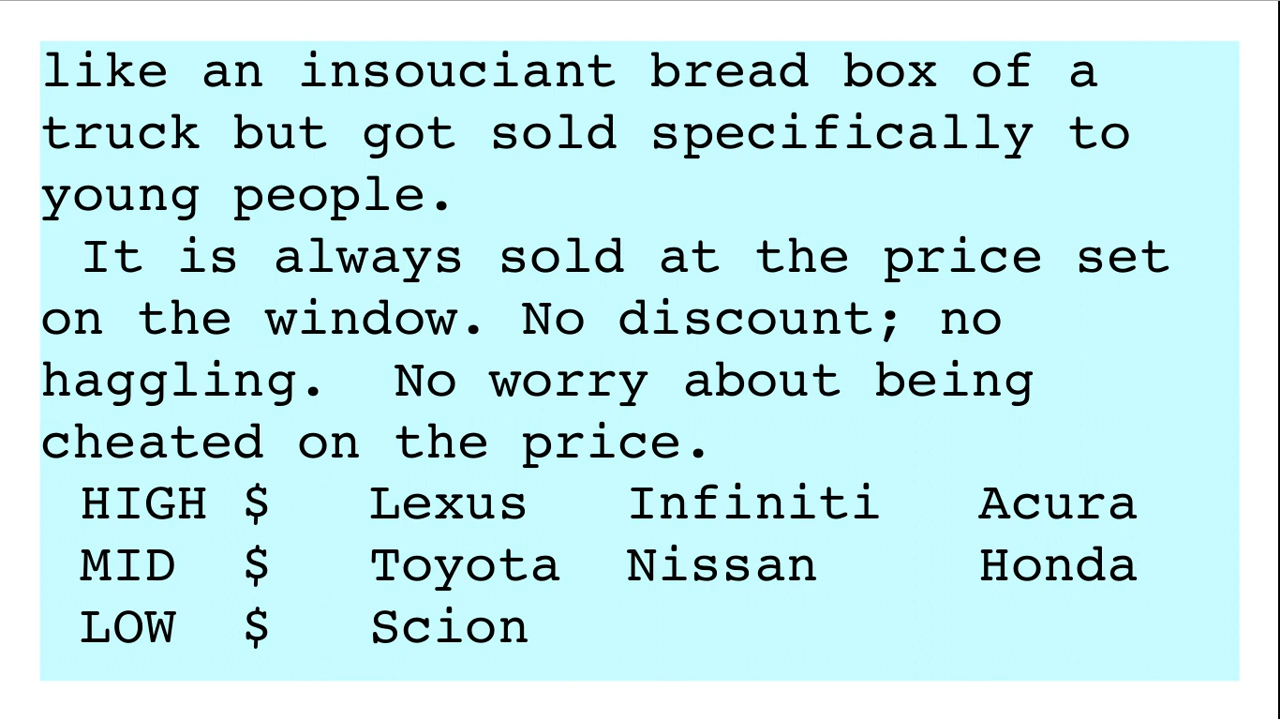 like an insouciant bread box of a
truck but got sold specifically to
young people.
It is always sold at the price set
on the window. No discount; no
haggling.  No worry about being
cheated on the price.
HIGH $ Lexus Infiniti Acura
MID $ Toyota Nissan Honda
LOW $ Scion